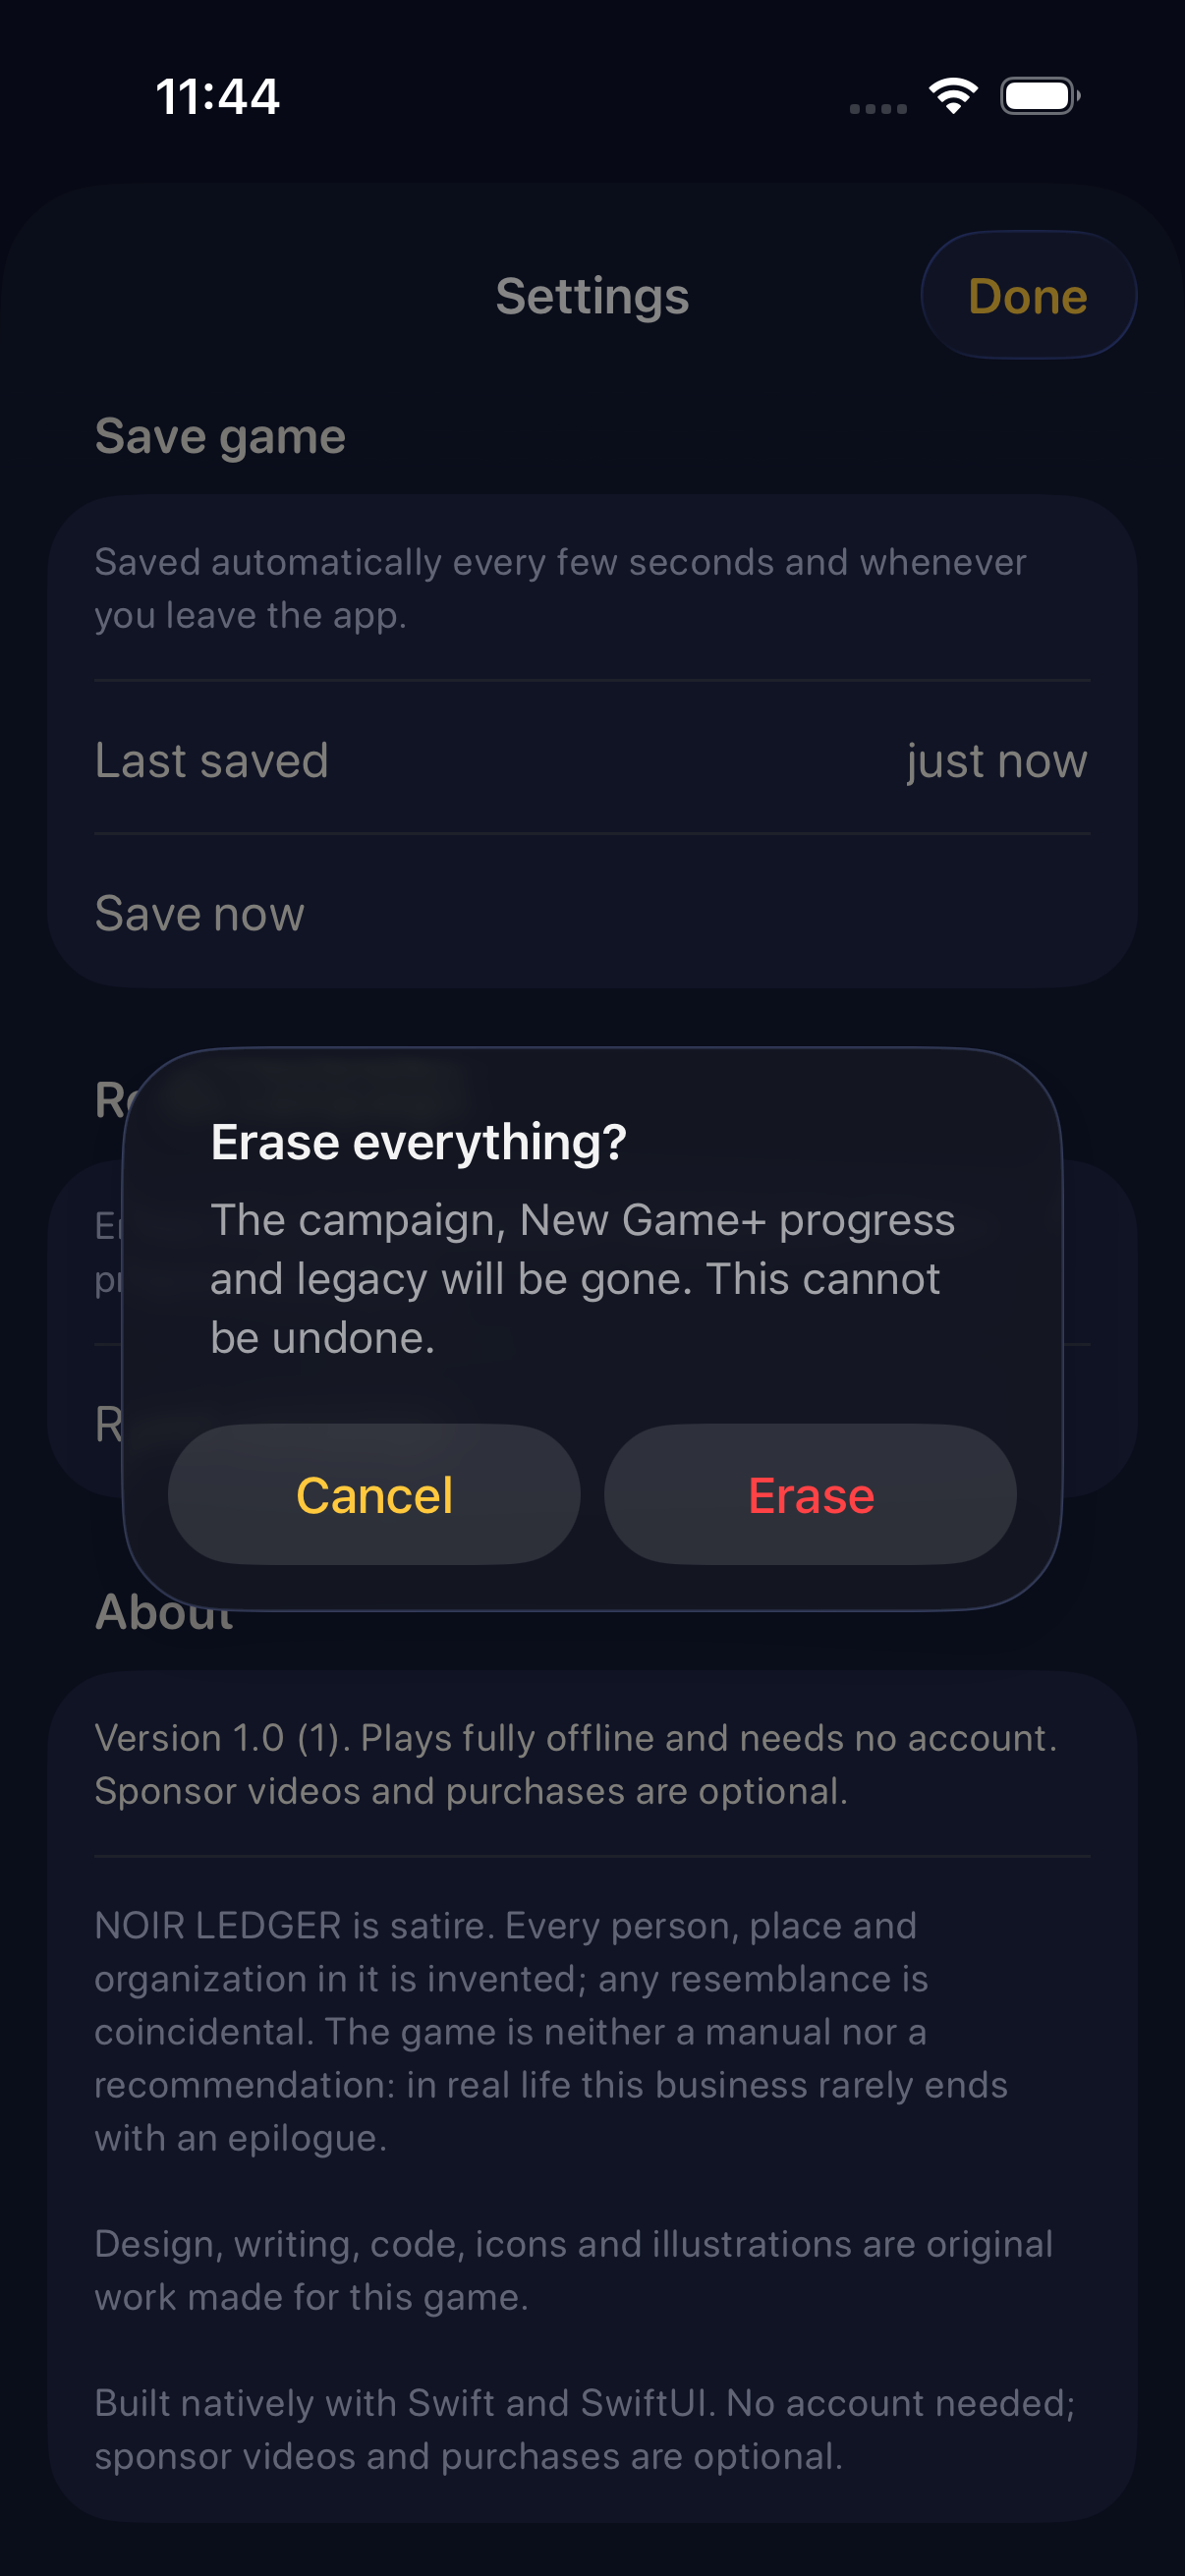 11:44
Settings
Done
Save game
Saved automatically every few seconds and whenever
you leave the app.
Last saved
just now
Save now
Erase everything?
The campaign, New Game+ progress
and legacy will be gone. This cannot
be undone.
Cancel
Erase
About
Version 1.0 (1). Plays fully offline and needs no account.
Sponsor videos and purchases are optional.
NOIR LEDGER is satire. Every person, place and
organization in it is invented; any resemblance is
coincidental. The game is neither a manual nor a
recommendation: in real life this business rarely ends
with an epilogue.
Design, writing, code, icons and illustrations are original
work made for this game.
Built natively with Swift and SwiftUI. No account needed;
sponsor videos and purchases are optional.